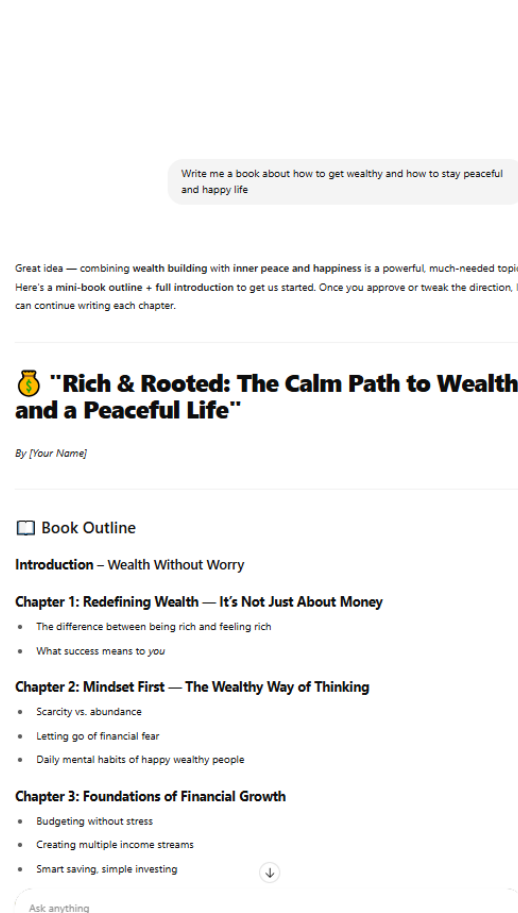 Write me a book about how to get wealthy and how to stay peaceful
and happy life
Great idea — combining wealth building with inner peace and happiness is a powerful, much-needed
Here's a mini-book outline + full introduction to get us started. Once you approve or tweak the direction,
can continue writing each chapter.
"Rich & Rooted: The Calm Path to Wealth
and a Peaceful Life"
By [Your Name]
Book Outline
Introduction – Wealth Without Worry
Chapter 1: Redefining Wealth — It's Not Just About Money
• The difference between being rich and feeling rich
• What success means to you
Chapter 2: Mindset First — The Wealthy Way of Thinking
• Scarcity vs. abundance
• Letting go of financial fear
• Daily mental habits of happy wealthy people
Chapter 3: Foundations of Financial Growth
• Budgeting without stress
• Creating multiple income streams
• Smart saving, simple investing
Ask anything